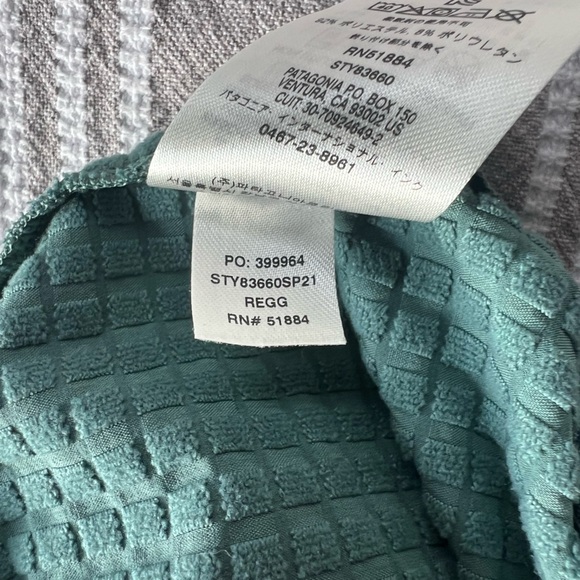 92% ポリエステル, 8% ポリウレタン
RN51884
STY83660
PATAGONIA P.O. BOX 150
VENTURA, CA 93002 US
CUIT 30-70924649-2
パタゴニア・インターナショナル・インク
0467-23-8961
PO: 399964
STY83660SP21
REGG
RN# 51884